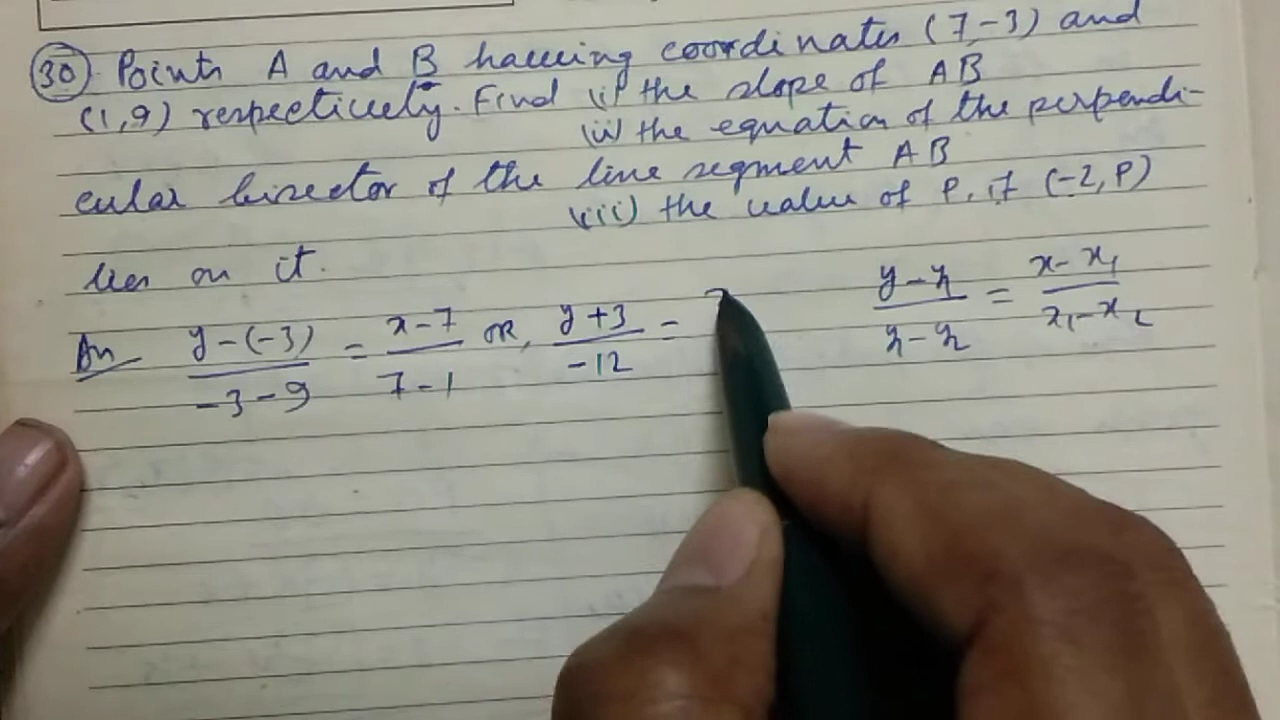 30 Points A and B having coordinates (7,-3) and
(1,9) respectively. Find (i) the slope of AB
(ii) the equation of the perpendi-
cular bisector of the line segment AB
(iii) the value of P, if (-2, P)
lies on it.
y-y1/y1-y2 = x-x1/x1-x2
An y-(-3)/-3-9 = x-7/7-1 OR, y+3/-12 =